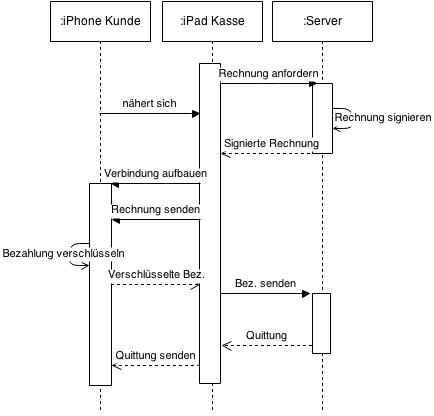 :iPhone Kunde
:iPad Kasse
:Server
Rechnung anfordern
nähert sich
Rechnung signieren
Signierte Rechnung
Verbindung aufbauen
Rechnung senden
Bezahlung verschlüsseln
Verschlüsselte Bez.
Bez. senden
Quittung
Quittung senden